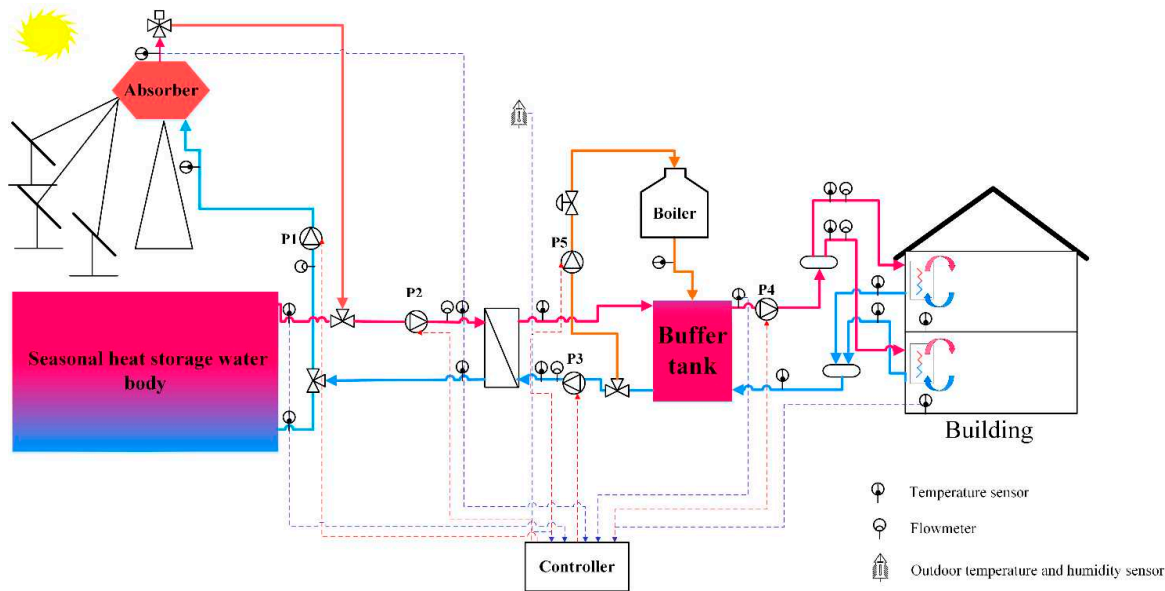 Absorber
P1
P5
Boiler
P2
P4
Seasonal heat storage water
body
Buffer
tank
P3
Building
Temperature sensor
Flowmeter
Controller
Outdoor temperature and humidity sensor